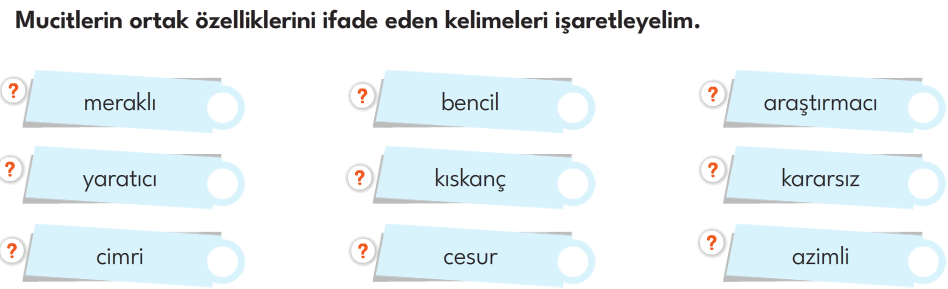 Mucitlerin ortak özelliklerini ifade eden kelimeleri işaretleyelim.
? meraklı
? bencil
? araştırmacı
? yaratıcı
? kıskanç
? kararsız
? cimri
? cesur
? azimli